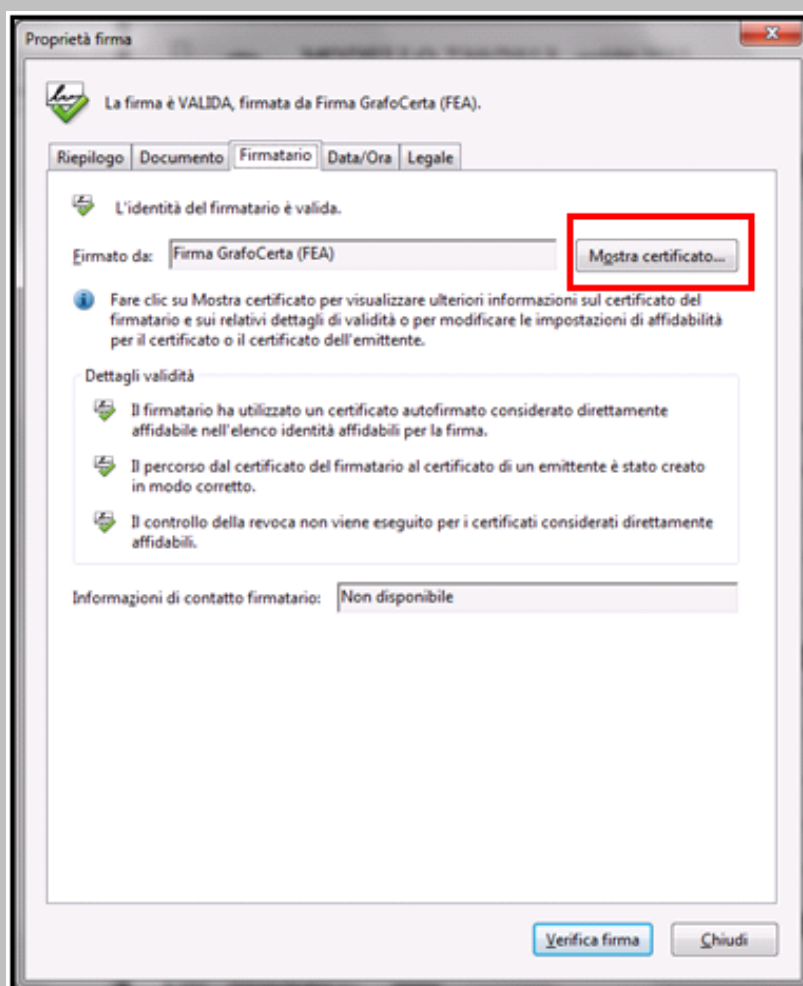 Proprietà firma
La firma è VALIDA, firmata da Firma GrafoCerta (FEA).
Riepilogo Documento Firmatario Data/Ora Legale
L'identità del firmatario è valida.
Firmato da: Firma GrafoCerta (FEA) Mostra certificato...
Fare clic su Mostra certificato per visualizzare ulteriori informazioni sul certificato del
firmatario e sui relativi dettagli di validità o per modificare le impostazioni di affidabilità
per il certificato o il certificato dell'emittente.
Dettagli validità
Il firmatario ha utilizzato un certificato autofirmato considerato direttamente
affidabile nell'elenco identità affidabili per la firma.
Il percorso dal certificato del firmatario al certificato di un emittente è stato creato
in modo corretto.
Il controllo della revoca non viene eseguito per i certificati considerati direttamente
affidabili.
Informazioni di contatto firmatario: Non disponibile
Verifica firma Chiudi